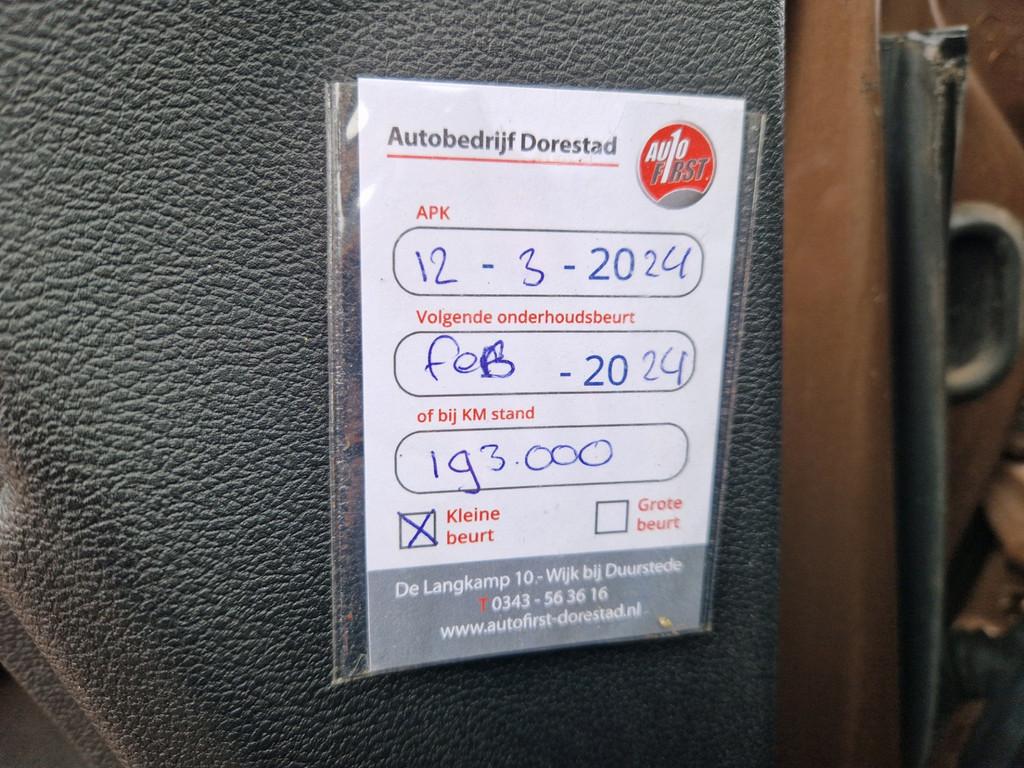 Autobedrijf Dorestad
AUTO
F1RST.
APK
12 - 3 - 2024
Volgende onderhoudsbeurt
FEB - 2024
of bij KM stand
193.000
Kleine
beurt
Grote
beurt
De Langkamp 10 - Wijk bij Duurstede
T 0343 - 56 36 16
www.autofirst-dorestad.nl